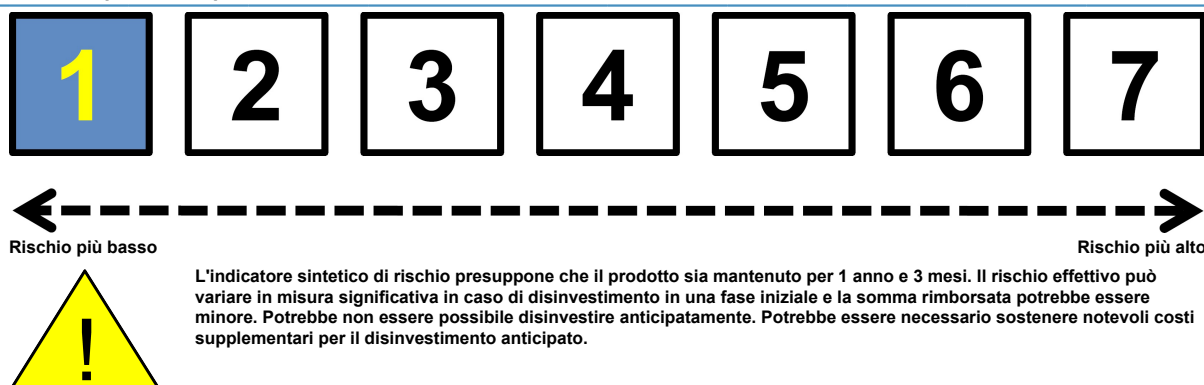 1 2 3 4 5 6 7
Rischio più basso Rischio più alto
L'indicatore sintetico di rischio presuppone che il prodotto sia mantenuto per 1 anno e 3 mesi. Il rischio effettivo può
variare in misura significativa in caso di disinvestimento in una fase iniziale e la somma rimborsata potrebbe essere
minore. Potrebbe non essere possibile disinvestire anticipatamente. Potrebbe essere necessario sostenere notevoli costi
supplementari per il disinvestimento anticipato.
!